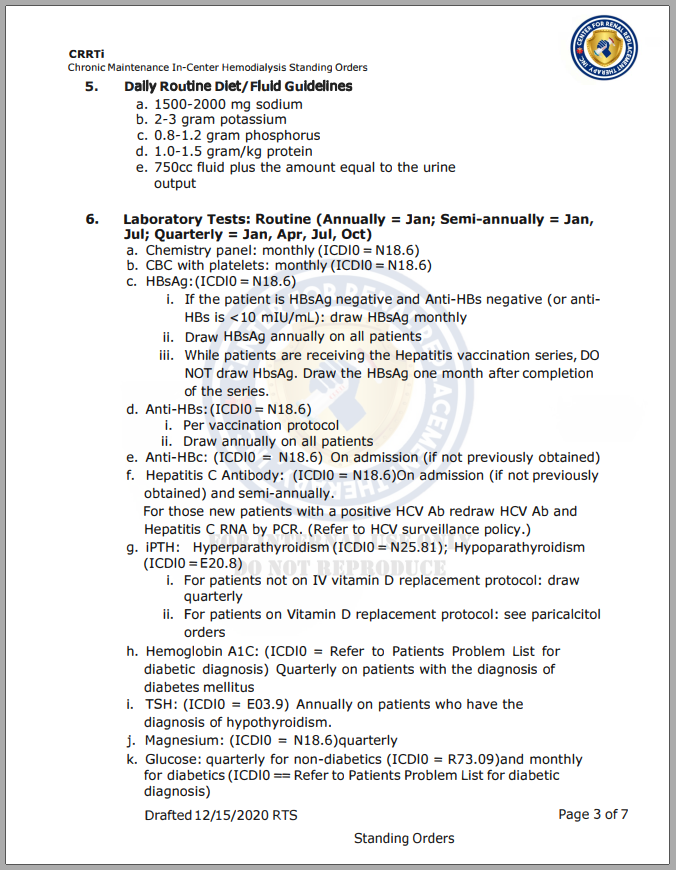 CRRTi
Chronic Maintenance In-Center Hemodialysis Standing Orders
CENTER FOR RENAL REPLACEMENT THERAPY, INC.
5. Daily Routine Diet/Fluid Guidelines
a. 1500-2000 mg sodium
b. 2-3 gram potassium
c. 0.8-1.2 gram phosphorus
d. 1.0-1.5 gram/kg protein
e. 750cc fluid plus the amount equal to the urine
output
6. Laboratory Tests: Routine (Annually = Jan; Semi-annually = Jan,
Jul; Quarterly = Jan, Apr, Jul, Oct)
a. Chemistry panel: monthly (ICDI0 = N18.6)
b. CBC with platelets: monthly (ICDI0 = N18.6)
c. HBsAg: (ICDI0 = N18.6)
i. If the patient is HBsAg negative and Anti-HBs negative (or anti-
HBs is <10 mIU/mL): draw HBsAg monthly
ii. Draw HBsAg annually on all patients
iii. While patients are receiving the Hepatitis vaccination series, DO
NOT draw HbsAg. Draw the HBsAg one month after completion
of the series.
d. Anti-HBs: (ICDI0 = N18.6)
i. Per vaccination protocol
ii. Draw annually on all patients
e. Anti-HBc: (ICDI0 = N18.6) On admission (if not previously obtained)
f. Hepatitis C Antibody: (ICDI0 = N18.6)On admission (if not previously
obtained) and semi-annually.
For those new patients with a positive HCV Ab redraw HCV Ab and
Hepatitis C RNA by PCR. (Refer to HCV surveillance policy.)
FOR INTERNAL USE ONLY
g. iPTH: Hyperparathyroidism (ICDI0 = N25.81); Hypoparathyroidism
(ICDI0 = E20.8)
DO NOT REPRODUCE
i. For patients not on IV vitamin D replacement protocol: draw
quarterly
ii. For patients on Vitamin D replacement protocol: see paricalcitol
orders
h. Hemoglobin A1C: (ICDI0 = Refer to Patients Problem List for
diabetic diagnosis) Quarterly on patients with the diagnosis of
diabetes mellitus
i. TSH: (ICDI0 = E03.9) Annually on patients who have the
diagnosis of hypothyroidism.
j. Magnesium: (ICDI0 = N18.6)quarterly
k. Glucose: quarterly for non-diabetics (ICDI0 = R73.09)and monthly
for diabetics (ICDI0 == Refer to Patients Problem List for diabetic
diagnosis)
Drafted 12/15/2020 RTS
Page 3 of 7
Standing Orders